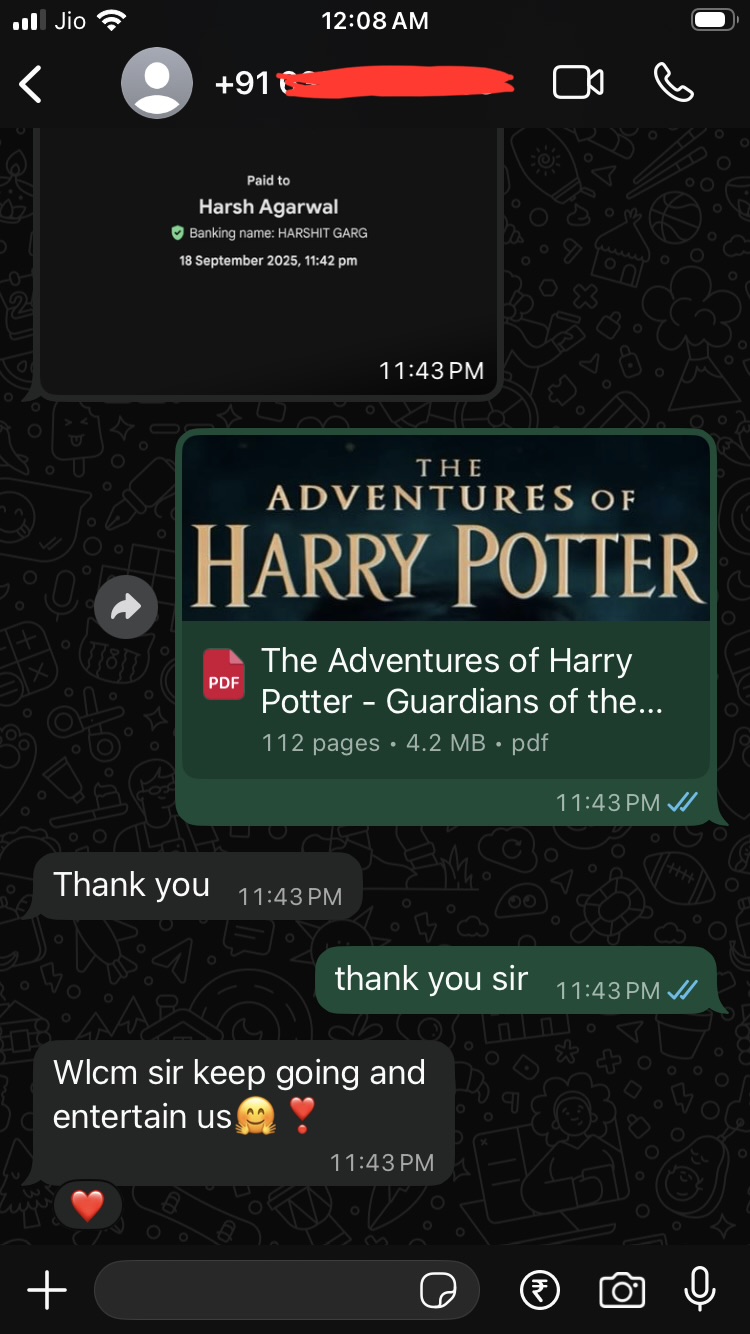 Jio
12:08 AM
+91
Paid to
Harsh Agarwal
Banking name: HARSHIT GARG
18 September 2025, 11:42 pm
11:43 PM
THE
ADVENTURES OF
HARRY POTTER
PDF
The Adventures of Harry
Potter - Guardians of the...
112 pages • 4.2 MB • pdf
11:43 PM
Thank you 11:43 PM
thank you sir 11:43 PM
Wlcm sir keep going and
entertain us🤗❣️
11:43 PM
❤️